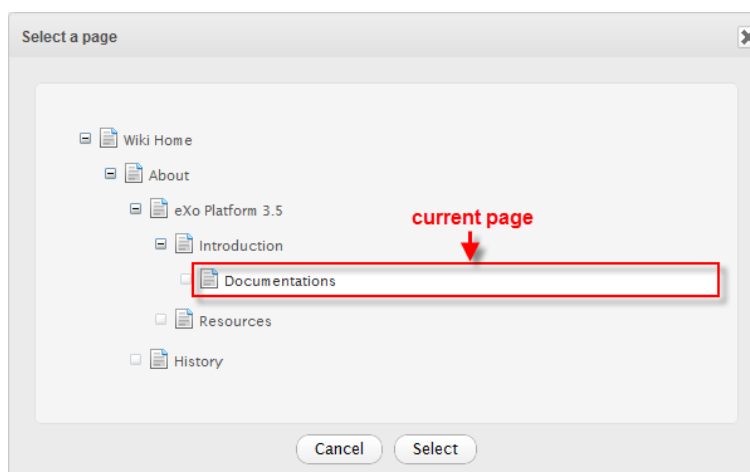 Select a page
Wiki Home
About
eXo Platform 3.5
current page
Introduction
Documentations
Resources
History
Cancel Select